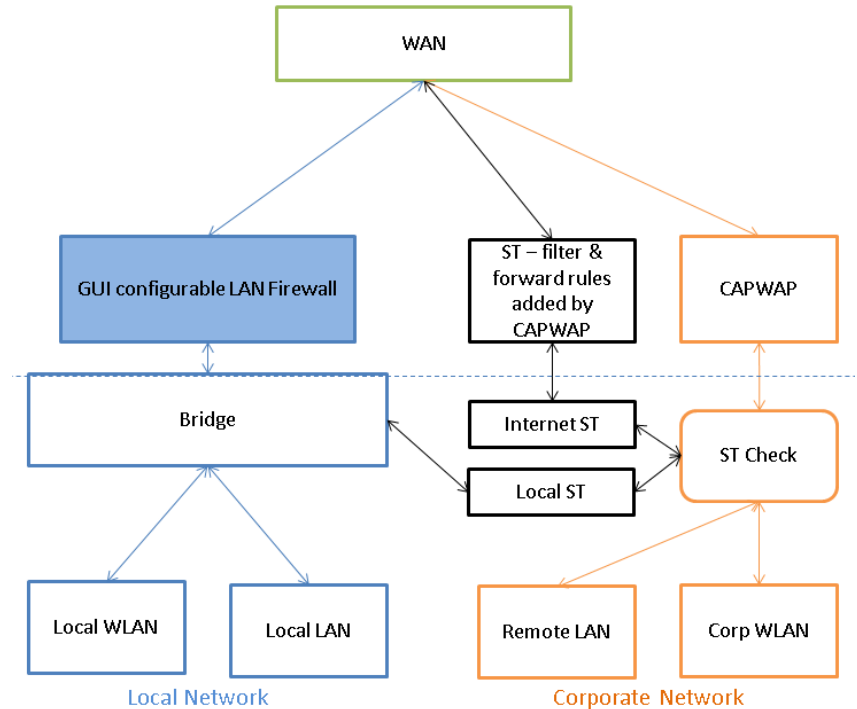 WAN
GUI configurable LAN Firewall
ST – filter &
forward rules
added by
CAPWAP
CAPWAP
Bridge
Internet ST
Local ST
ST Check
Local WLAN
Local LAN
Remote LAN
Corp WLAN
Local Network
Corporate Network